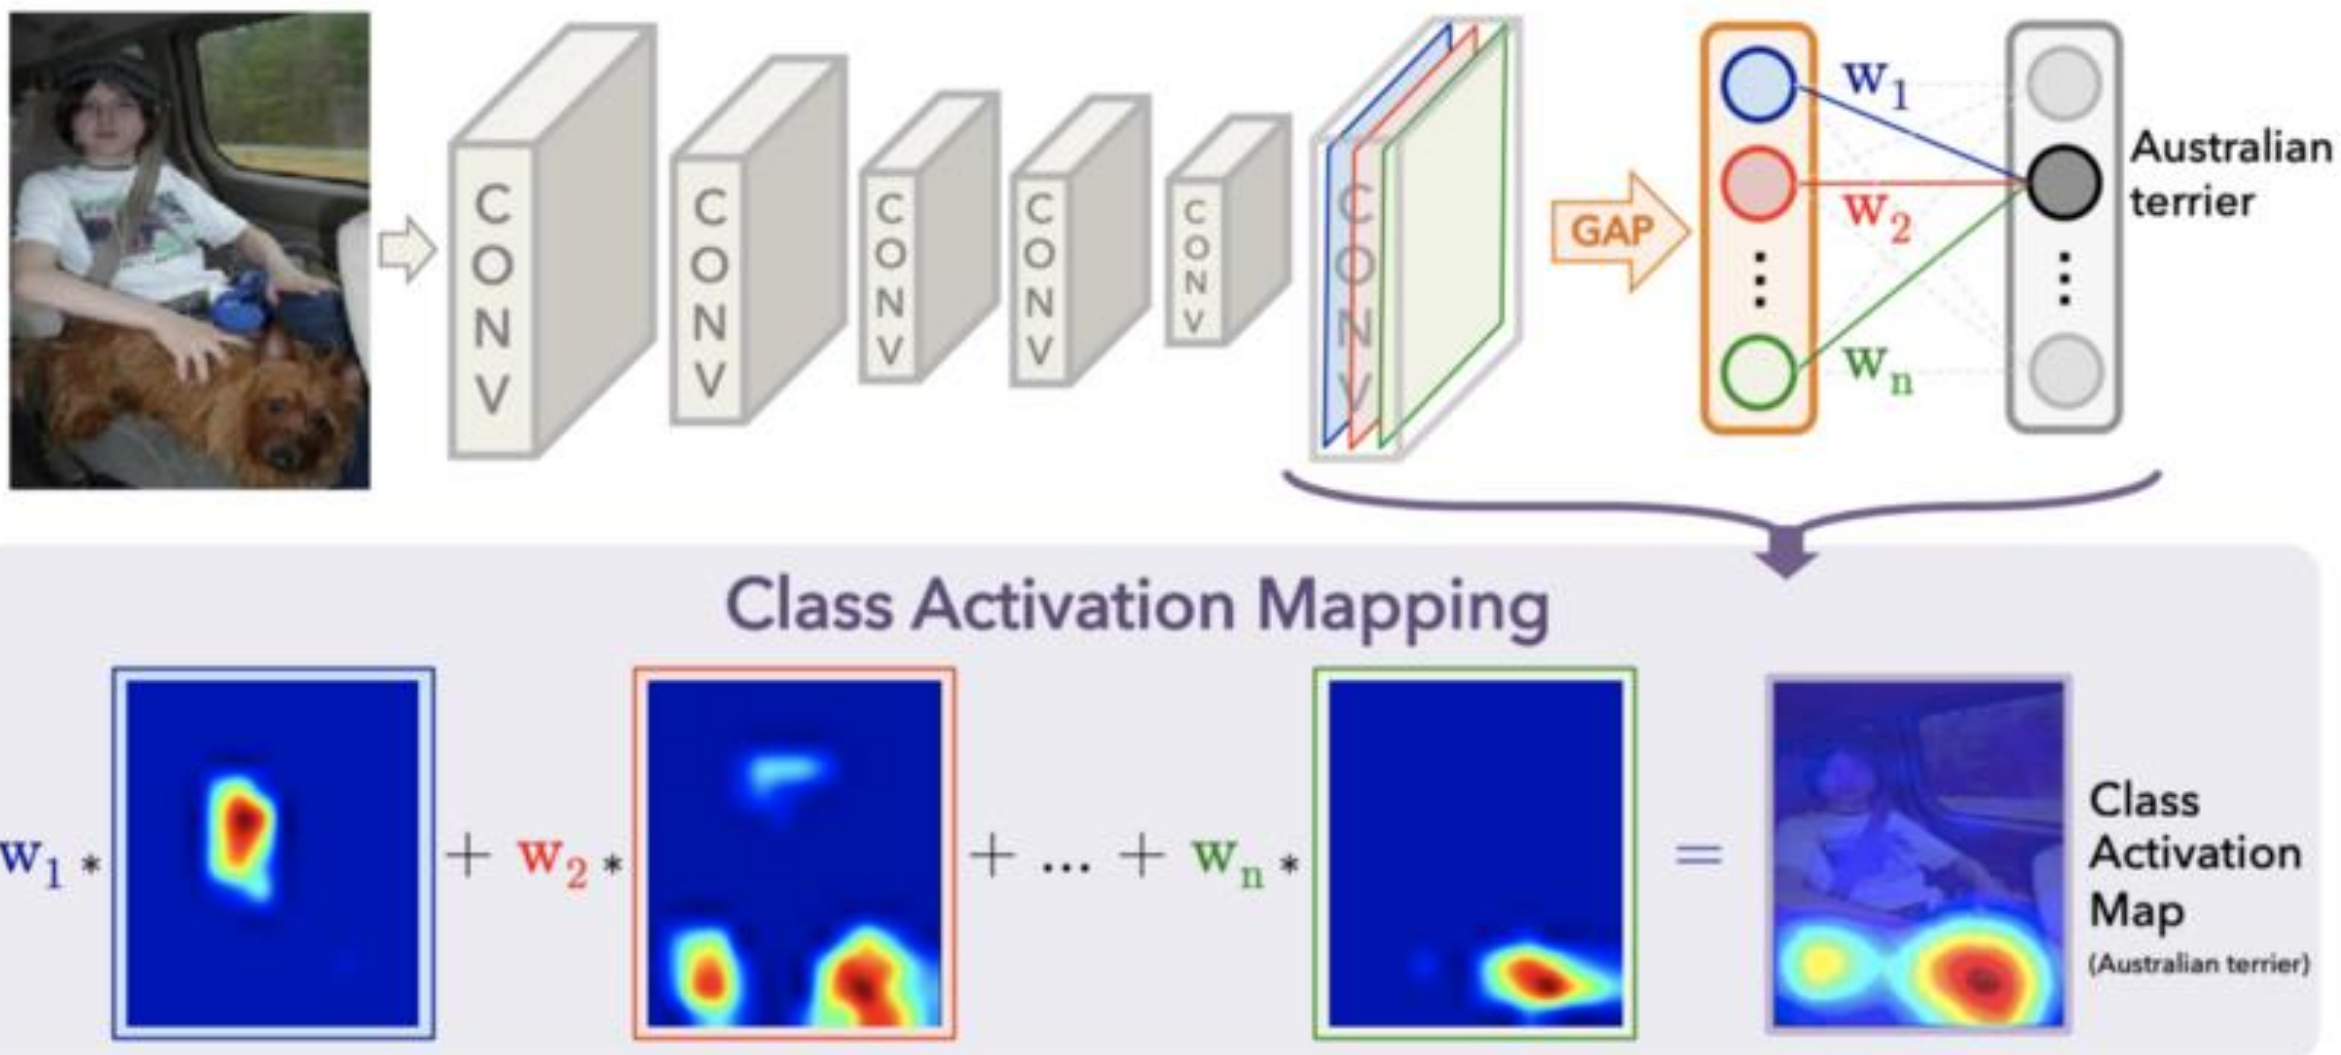 CONV
CONV
CONV
CONV
CONV
CONV
GAP
w1
w2
wn
Australian
terrier
Class Activation Mapping
w1 *
+ w2 *
+ ... + wn *
=
Class
Activation
Map
(Australian terrier)